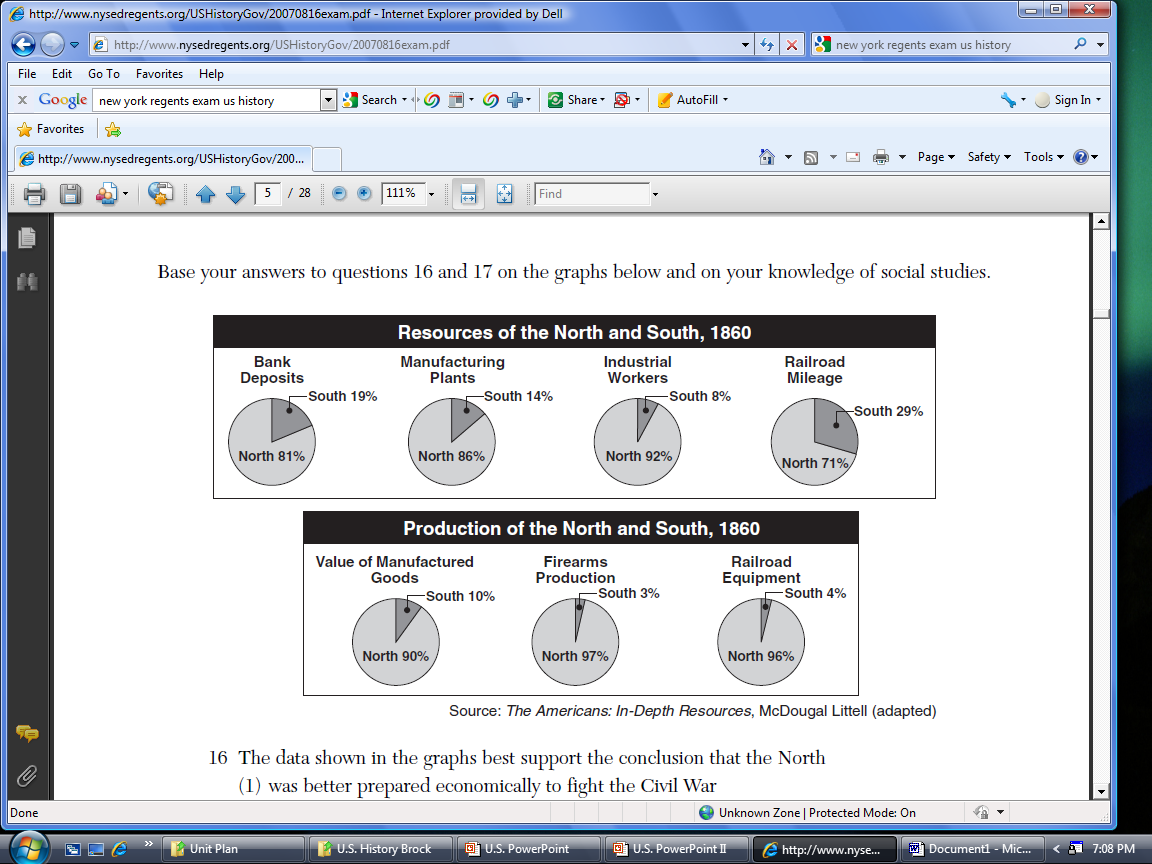 http://www.nysedregents.org/USHistoryGov/20070816exam.pdf - Internet Explorer provided by Dell
http://www.nysedregents.org/USHistoryGov/20070816exam.pdf
new york regents exam us history
File Edit Go To Favorites Help
x Google new york regents exam us history Search Share AutoFill Sign In
Favorites
http://www.nysedregents.org/USHistoryGov/200...
Page Safety Tools
5 / 28 111% Find
Base your answers to questions 16 and 17 on the graphs below and on your knowledge of social studies.
Resources of the North and South, 1860
Bank Deposits
South 19%
North 81%
Manufacturing Plants
South 14%
North 86%
Industrial Workers
South 8%
North 92%
Railroad Mileage
South 29%
North 71%
Production of the North and South, 1860
Value of Manufactured Goods
South 10%
North 90%
Firearms Production
South 3%
North 97%
Railroad Equipment
South 4%
North 96%
Source: The Americans: In-Depth Resources, McDougal Littell (adapted)
16 The data shown in the graphs best support the conclusion that the North
(1) was better prepared economically to fight the Civil War
Done
Unknown Zone | Protected Mode: On
Unit Plan U.S. History Brock U.S. PowerPoint U.S. PowerPoint II http://www.nyse... Document1 - Mic... 7:08 PM